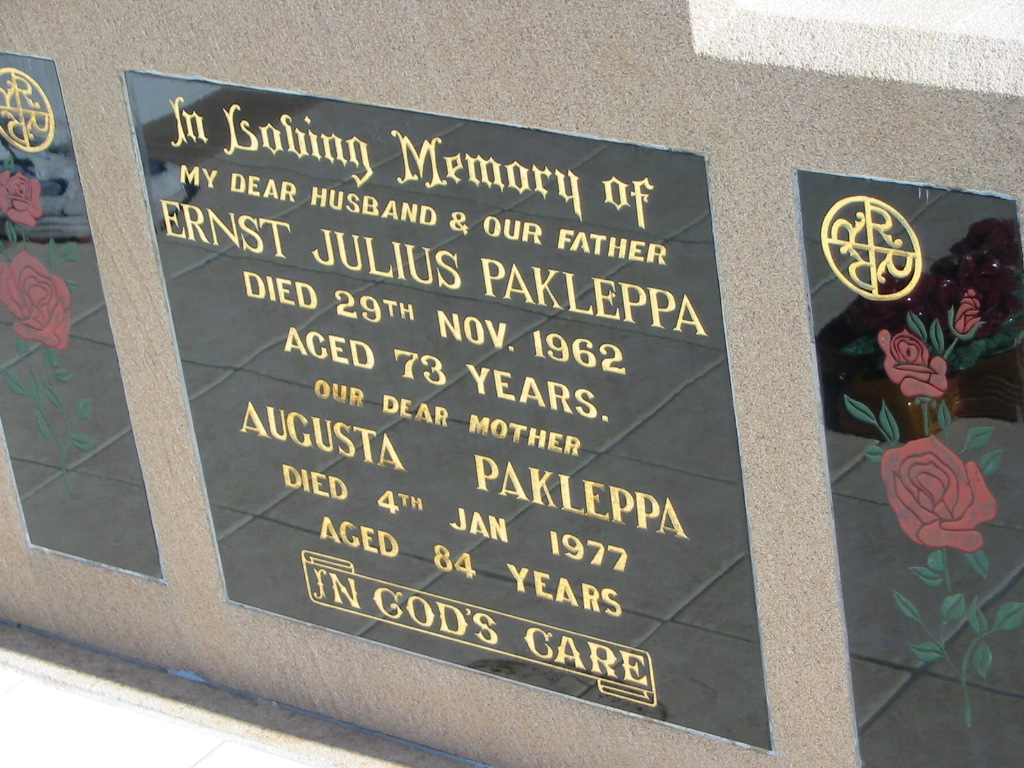 In Loving Memory of
MY DEAR HUSBAND & OUR FATHER
ERNST JULIUS PAKLEPPA
DIED 29TH NOV. 1962
AGED 73 YEARS.
OUR DEAR MOTHER
AUGUSTA PAKLEPPA
DIED 4TH JAN 1977
AGED 84 YEARS
IN GOD'S CARE